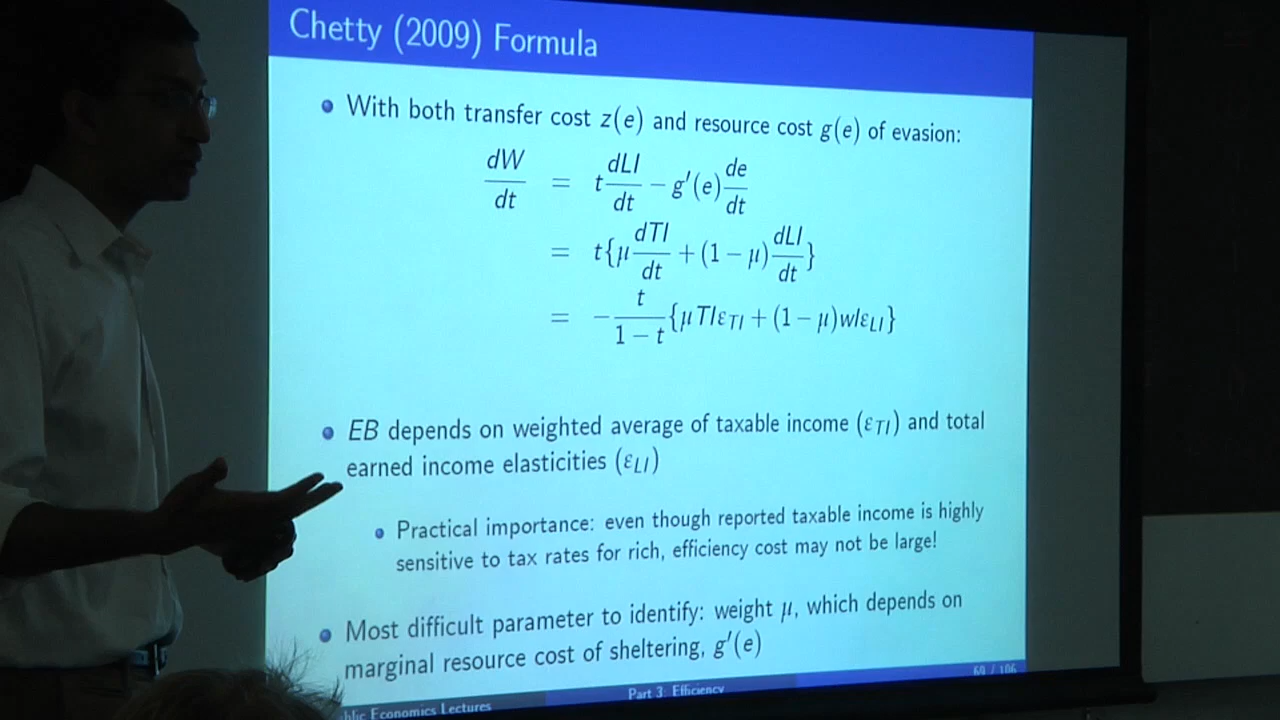 Chetty (2009) Formula
With both transfer cost z(e) and resource cost g(e) of evasion:
dW/dt = t dLI/dt − g′(e) de/dt
= t{μ dTI/dt + (1 − μ) dLI/dt}
= − t/(1 − t) {μTIε_TI + (1 − μ)wlε_LI}
EB depends on weighted average of taxable income (ε_TI) and total
earned income elasticities (ε_LI)
Practical importance: even though reported taxable income is highly
sensitive to tax rates for rich, efficiency cost may not be large!
Most difficult parameter to identify: weight μ, which depends on
marginal resource cost of sheltering, g′(e)
Economics Lectures
Part 3: Efficiency